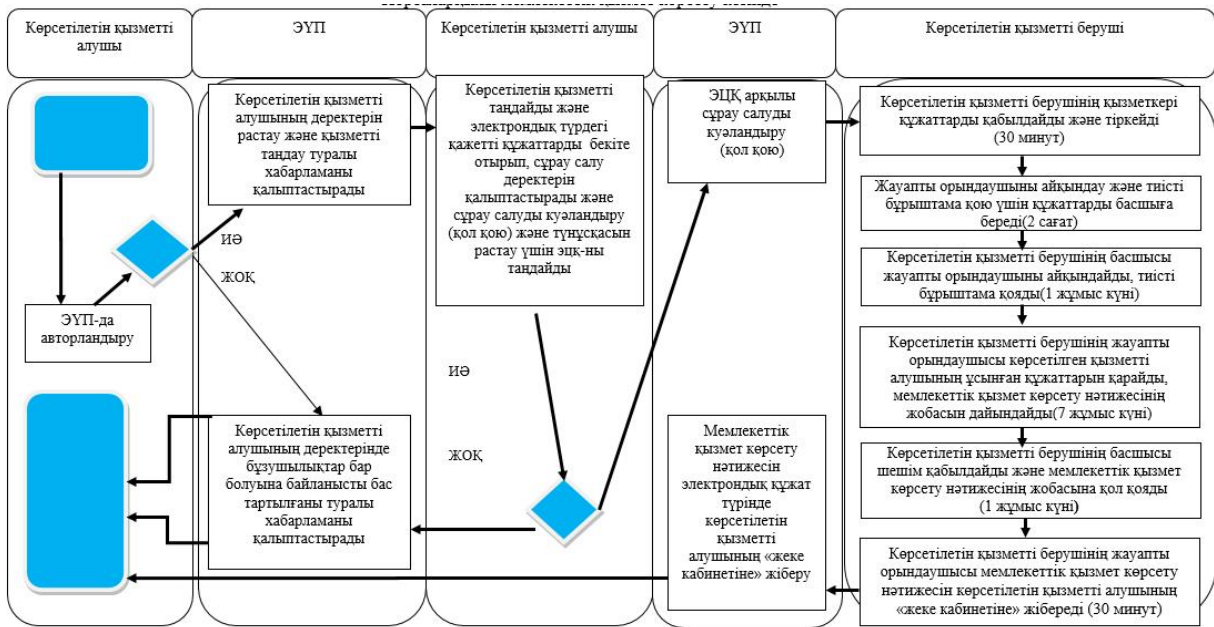 Көрсетілетін қызметті
алушы
ЭҮП
Көрсетілетін қызметті алушы
ЭҮП
Көрсетілетін қызметті беруші
ЭҮП-да
авторландыру
ИӘ
ЖОҚ
Көрсетілетін қызметті
алушының деректерін
растау және қызметті
таңдау туралы
хабарламаны
қалыптастырады
Көрсетілетін қызметті
алушының деректерінде
бұзушылықтар бар
болуына байланысты бас
тартылғаны туралы
хабарламаны
қалыптастырады
Көрсетілетін қызметті
таңдайды және
электрондық түрдегі
қажетті құжаттарды бекіте
отырып, сұрау салу
деректерін
қалыптастырады және
сұрау салуды куәландыру
(қол қою) және түнұсқасын
растау үшін эцқ-ны
таңдайды
ИӘ
ЖОҚ
ЭЦҚ арқылы
сұрау салуды
куәландыру
(қол қою)
Мемлекеттік
қызмет көрсету
нәтижесін
электрондық құжат
түрінде
көрсетілетін
қызметті
алушының «жеке
кабинетіне» жіберу
Көрсетілетін қызметті берушінің қызметкері
құжаттарды қабылдайды және тіркейді
(30 минут)
Жауапты орындаушыны айқындау және тиісті
бұрыштама қою үшін құжаттарды басшыға
береді(2 сағат)
Көрсетілетін қызметті берушінің басшысы
жауапты орындаушыны айқындайды, тиісті
бұрыштама қояды(1 жұмыс күні)
Көрсетілетін қызметті берушінің жауапты
орындаушысы көрсетілген қызметті
алушының ұсынған құжаттарын қарайды,
мемлекеттік қызмет көрсету нәтижесінің
жобасын дайындайды(7 жұмыс күні)
Көрсетілетін қызметті берушінің басшысы
шешім қабылдайды және мемлекеттік қызмет
көрсету нәтижесінің жобасына қол қояды
(1 жұмыс күні)
Көрсетілетін қызметті берушінің жауапты
орындаушысы мемлекеттік қызмет көрсету
нәтижесін көрсетілетін қызметті алушының
«жеке кабинетіне» жібереді (30 минут)